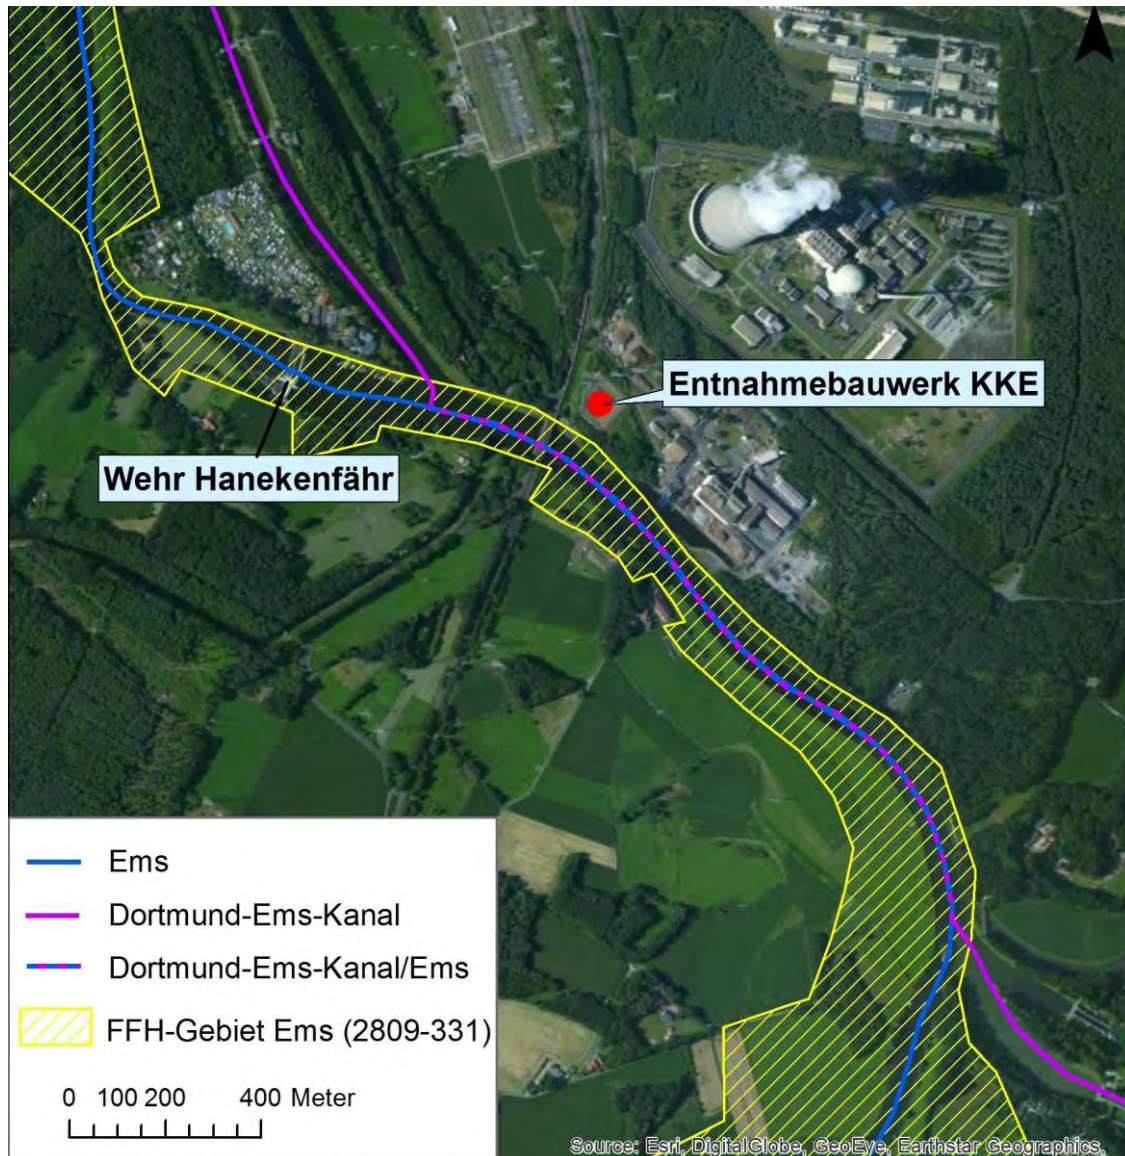 Entnahmebauwerk KKE
Wehr Hanekenfähr
Ems
Dortmund-Ems-Kanal
Dortmund-Ems-Kanal/Ems
FFH-Gebiet Ems (2809-331)
0 100 200 400 Meter
Source: Esri, DigitalGlobe, GeoEye, Earthstar Geographics,